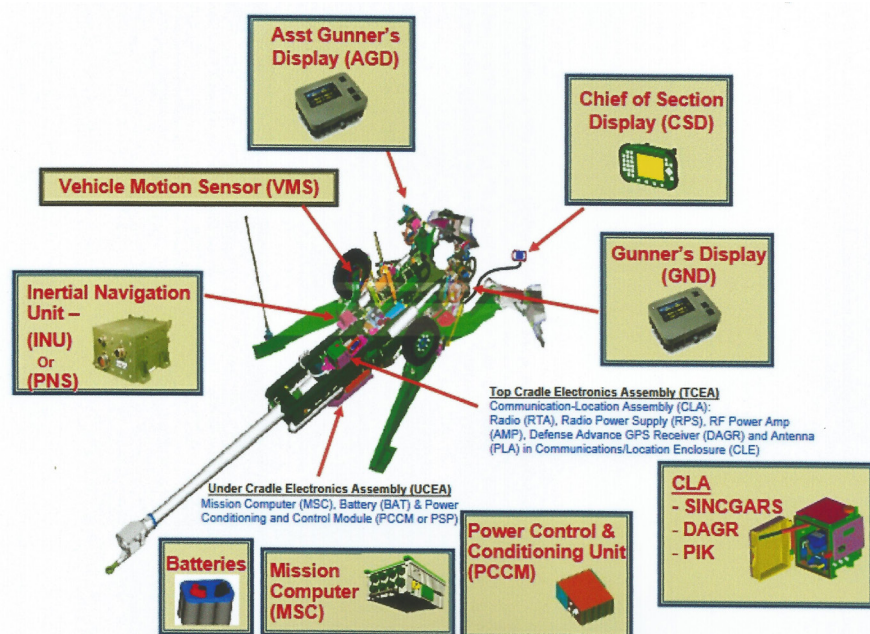 Asst Gunner's
Display (AGD)
Chief of Section
Display (CSD)
Vehicle Motion Sensor (VMS)
Inertial Navigation
Unit –
(INU)
Or
(PNS)
Gunner's Display
(GND)
Top Cradle Electronics Assembly (TCEA)
Communication-Location Assembly (CLA):
Radio (RTA), Radio Power Supply (RPS), RF Power Amp
(AMP), Defense Advance GPS Receiver (DAGR) and Antenna
(PLA) in Communications/Location Enclosure (CLE)
Under Cradle Electronics Assembly (UCEA)
Mission Computer (MSC), Battery (BAT) & Power
Conditioning and Control Module (PCCM or PSP)
Batteries
Mission
Computer
(MSC)
Power Control &
Conditioning Unit
(PCCM)
CLA
- SINCGARS
- DAGR
- PIK